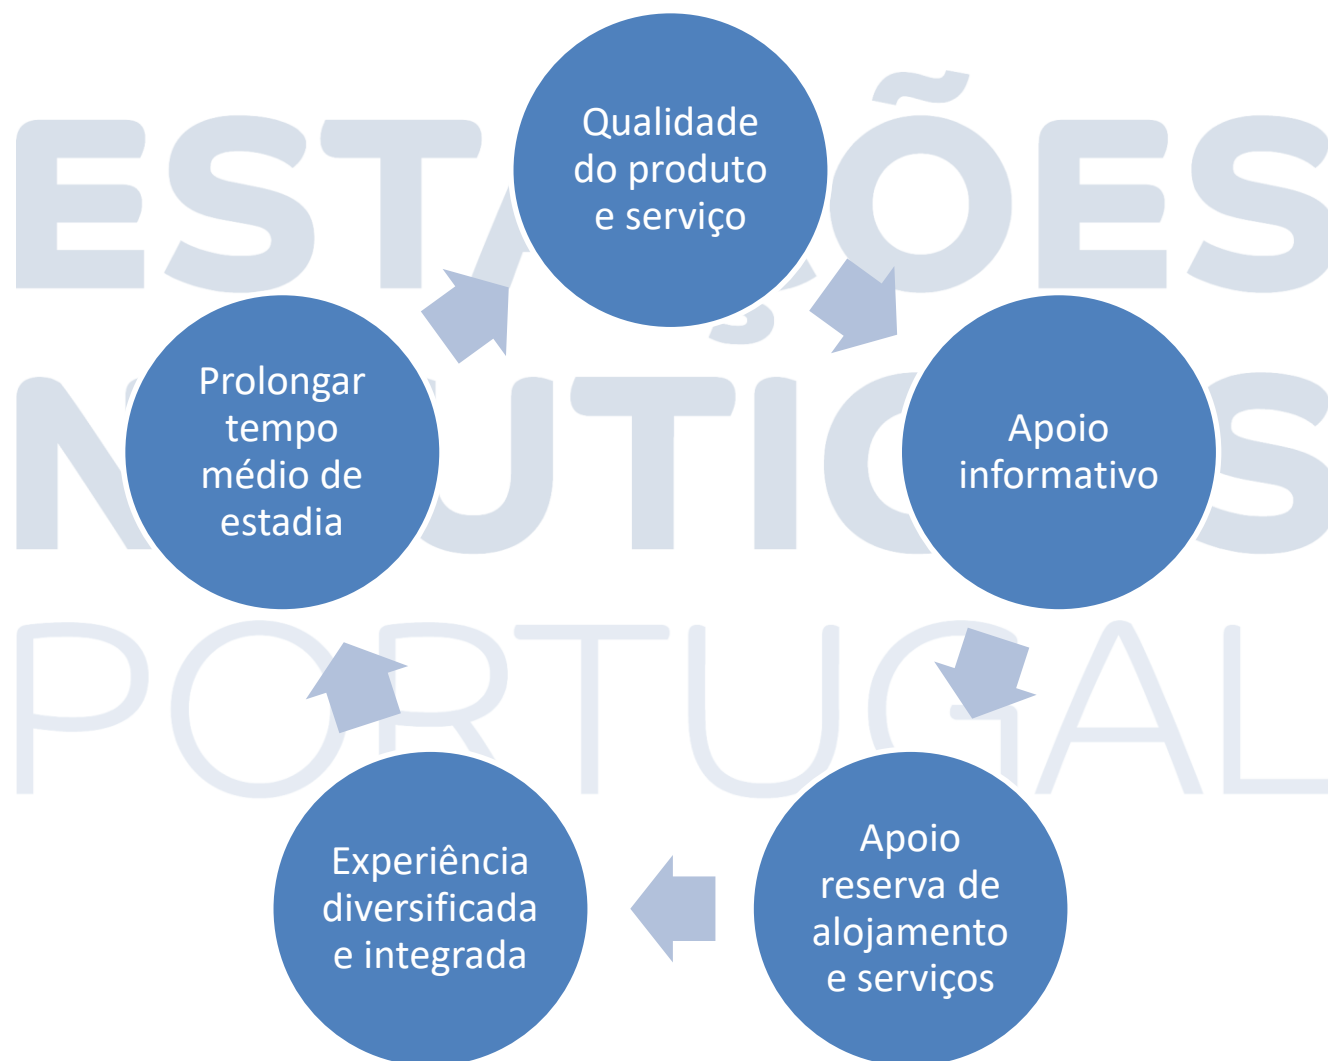 ESTAÇÕES
NÁUTICAS
PORTUGAL
Qualidade
do produto
e serviço
Apoio
informativo
Apoio
reserva de
alojamento
e serviços
Experiência
diversificada
e integrada
Prolongar
tempo
médio de
estadia